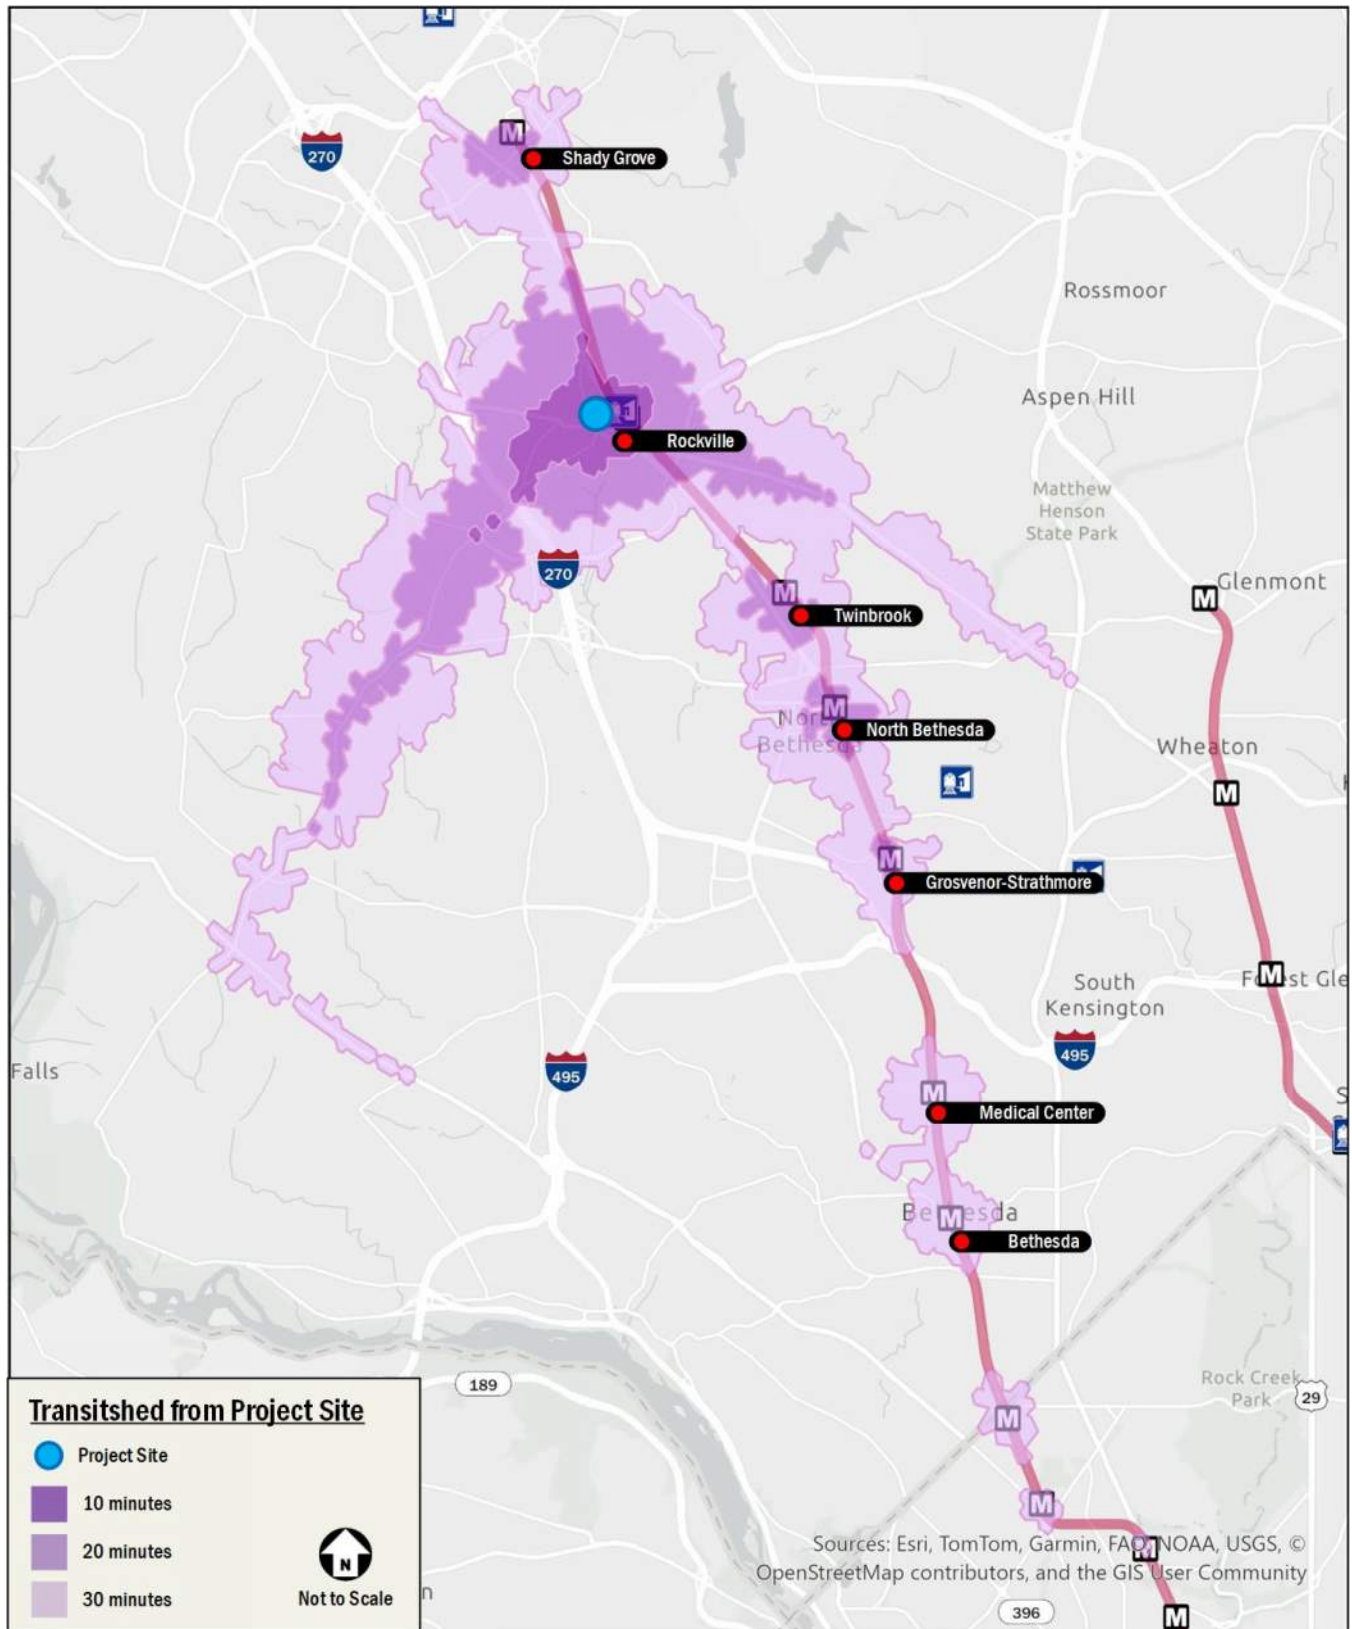 M
270
Shady Grove
Rossmoor
Aspen Hill
Rockville
Matthew
Henson
State Park
270
M
Glenmont
M
Twinbrook
M
North Bethesda
Bethesda
Wheaton
M
M
Grosvenor-Strathmore
South
Kensington
M
495
Falls
495
M
Medical Center
Bethesda
M
Bethesda
189
Rock Creek
Park
29
M
Transitshed from Project Site
Project Site
10 minutes
20 minutes
30 minutes
N
Not to Scale
M
Sources: Esri, TomTom, Garmin, FAO, NOAA, USGS, ©
M
OpenStreetMap contributors, and the GIS User Community
396
M